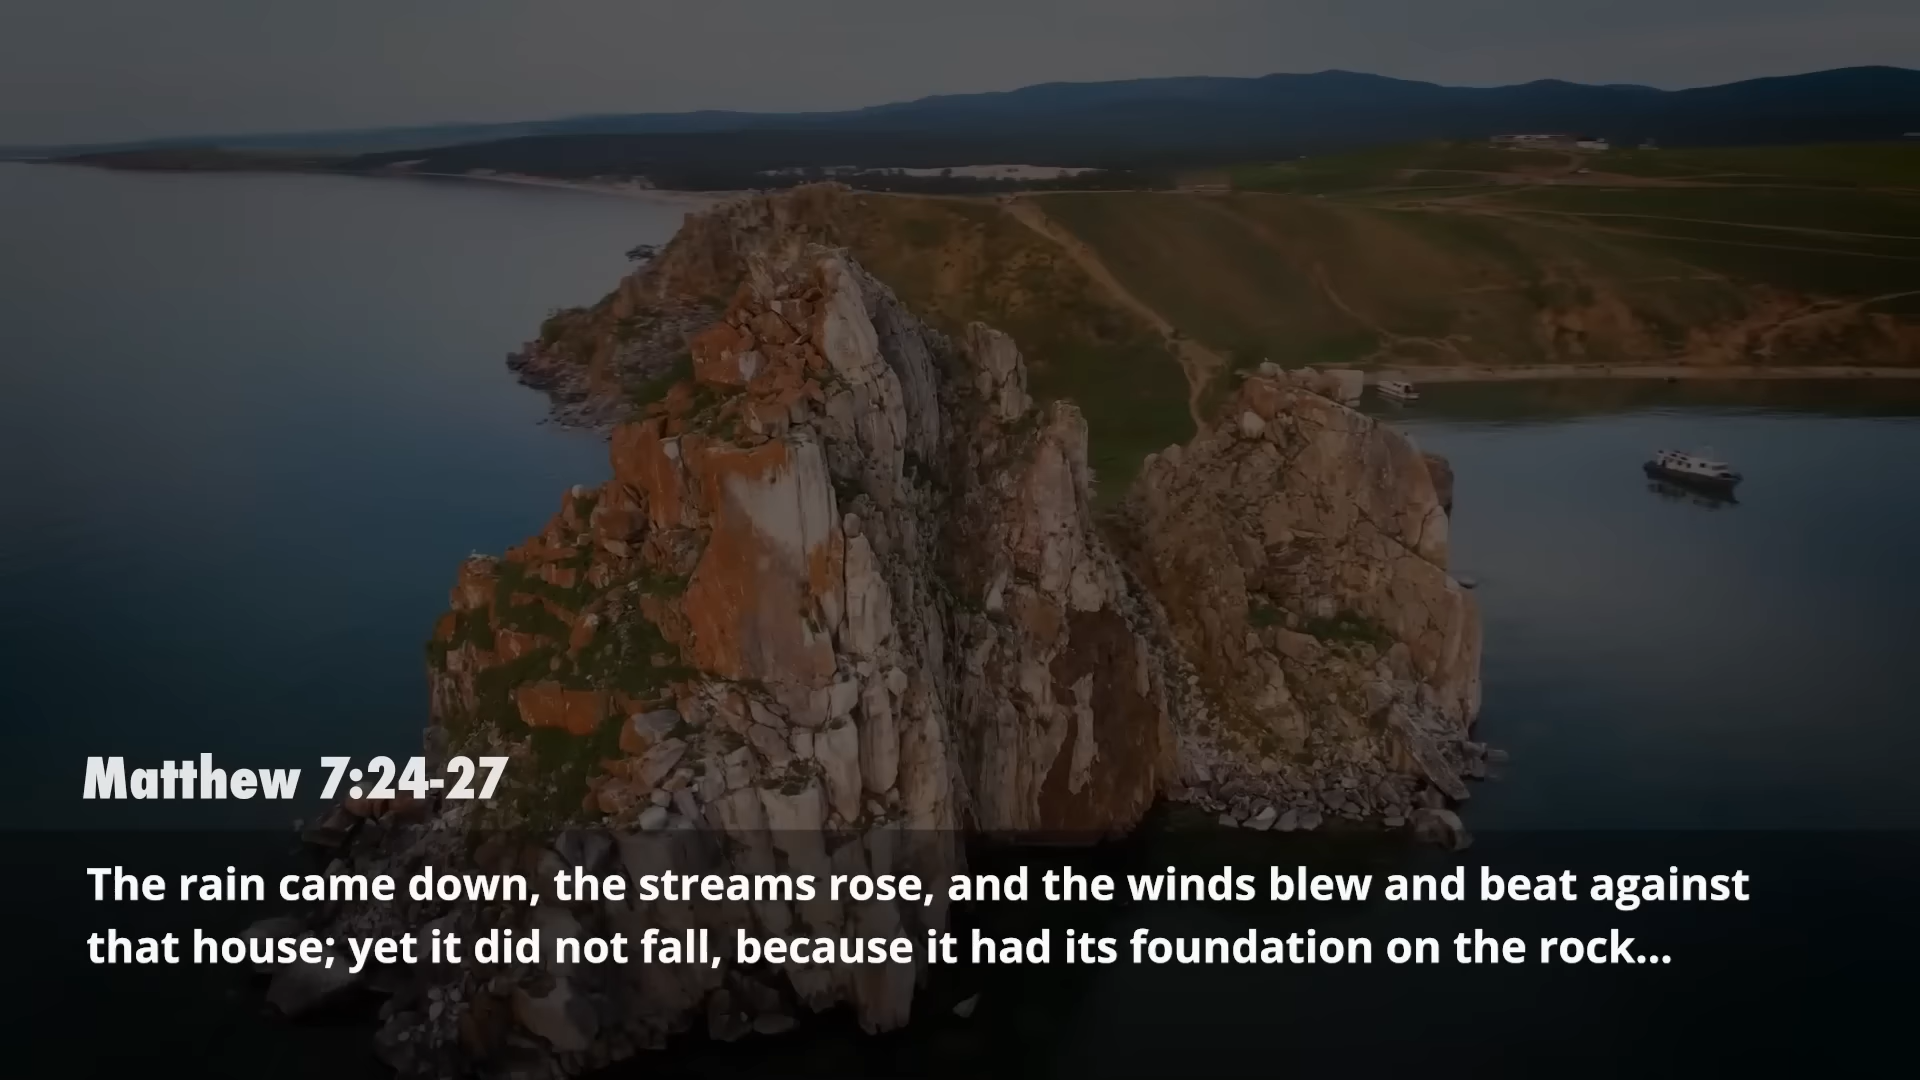 Matthew 7:24-27
The rain came down, the streams rose, and the winds blew and beat against
that house; yet it did not fall, because it had its foundation on the rock...